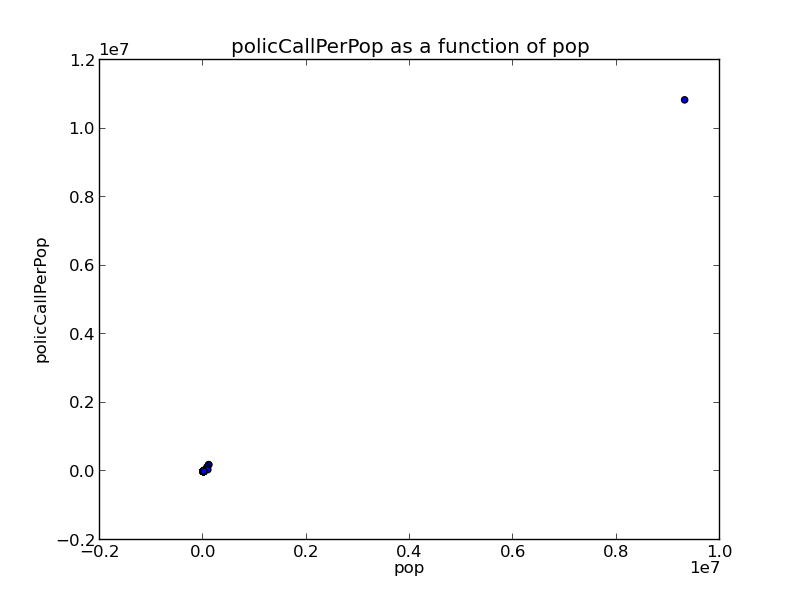 policCallPerPop as a function of pop
1e7
1.2
1.0
0.8
0.6
0.4
0.2
0.0
−0.2
policCallPerPop
−0.2 0.0 0.2 0.4 0.6 0.8 1.0
pop
1e7